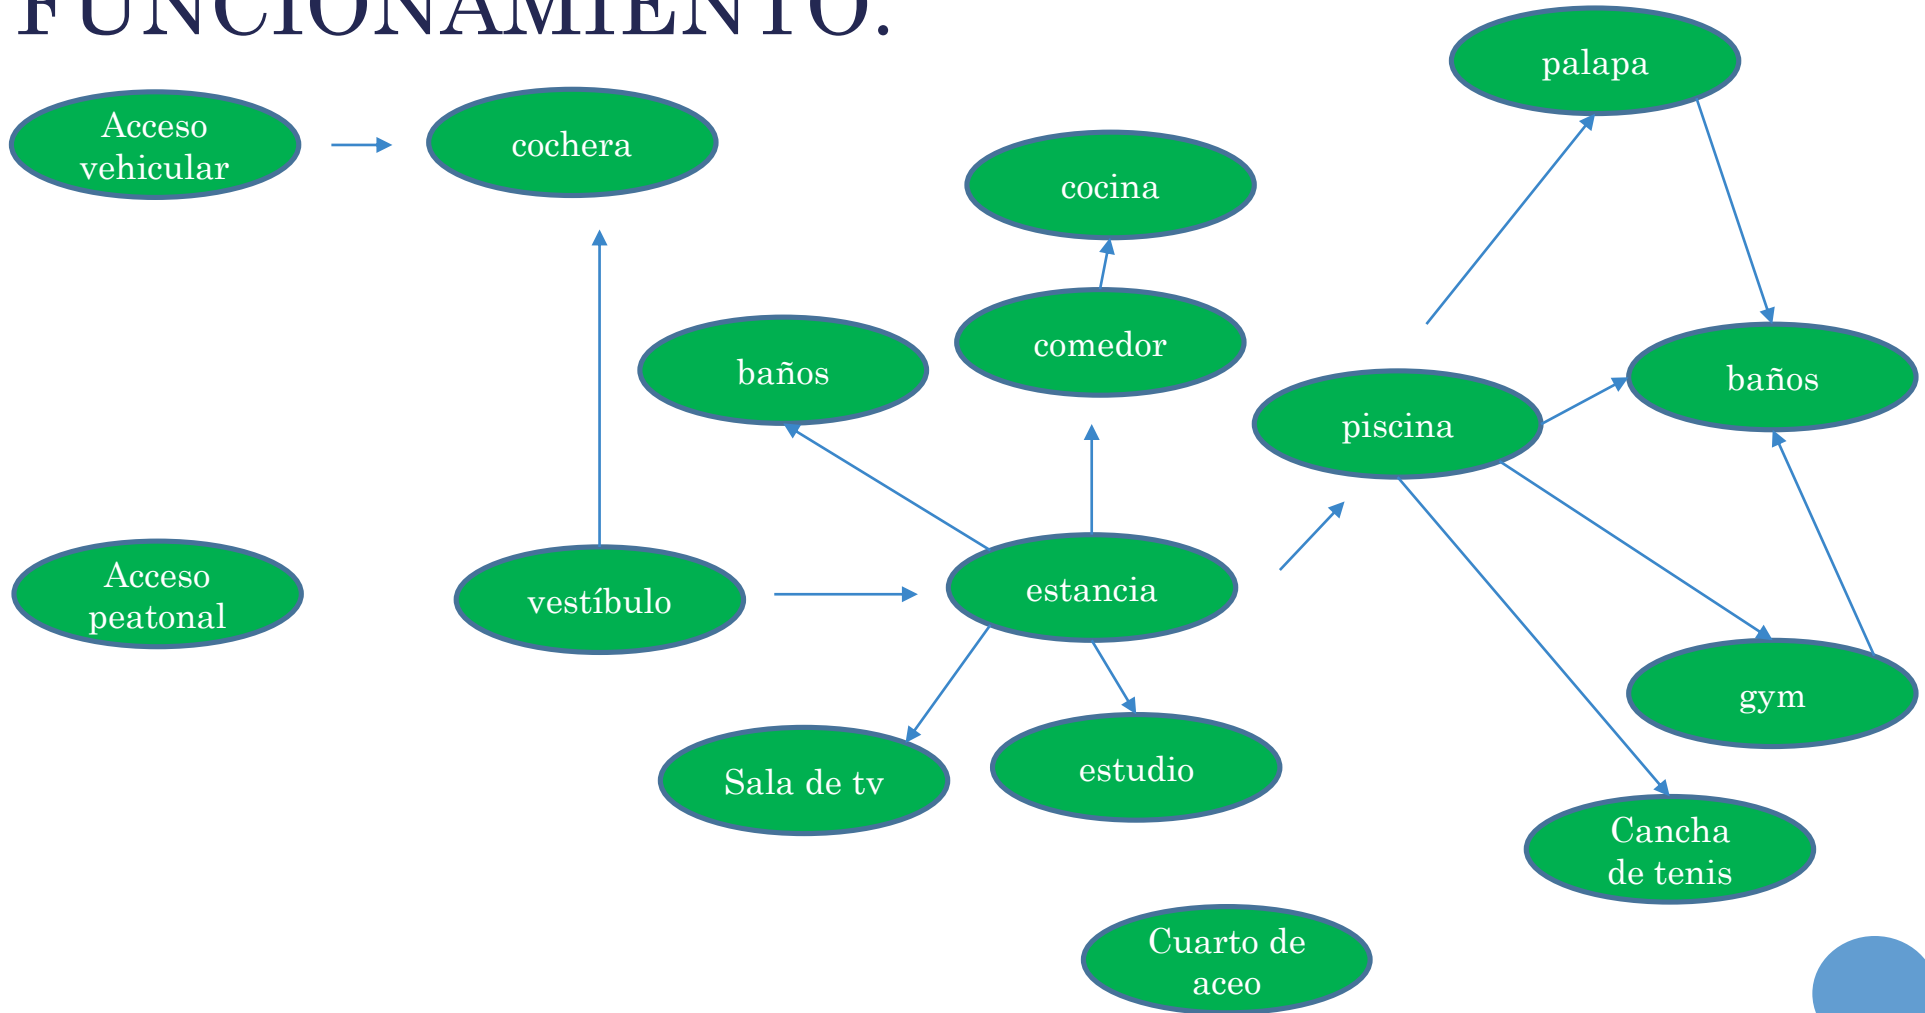 FUNCIONAMIENTO.
palapa
Acceso
vehicular
cochera
cocina
comedor
baños
baños
piscina
Acceso
peatonal
vestíbulo
estancia
gym
Sala de tv
estudio
Cancha
de tenis
Cuarto de
aceo